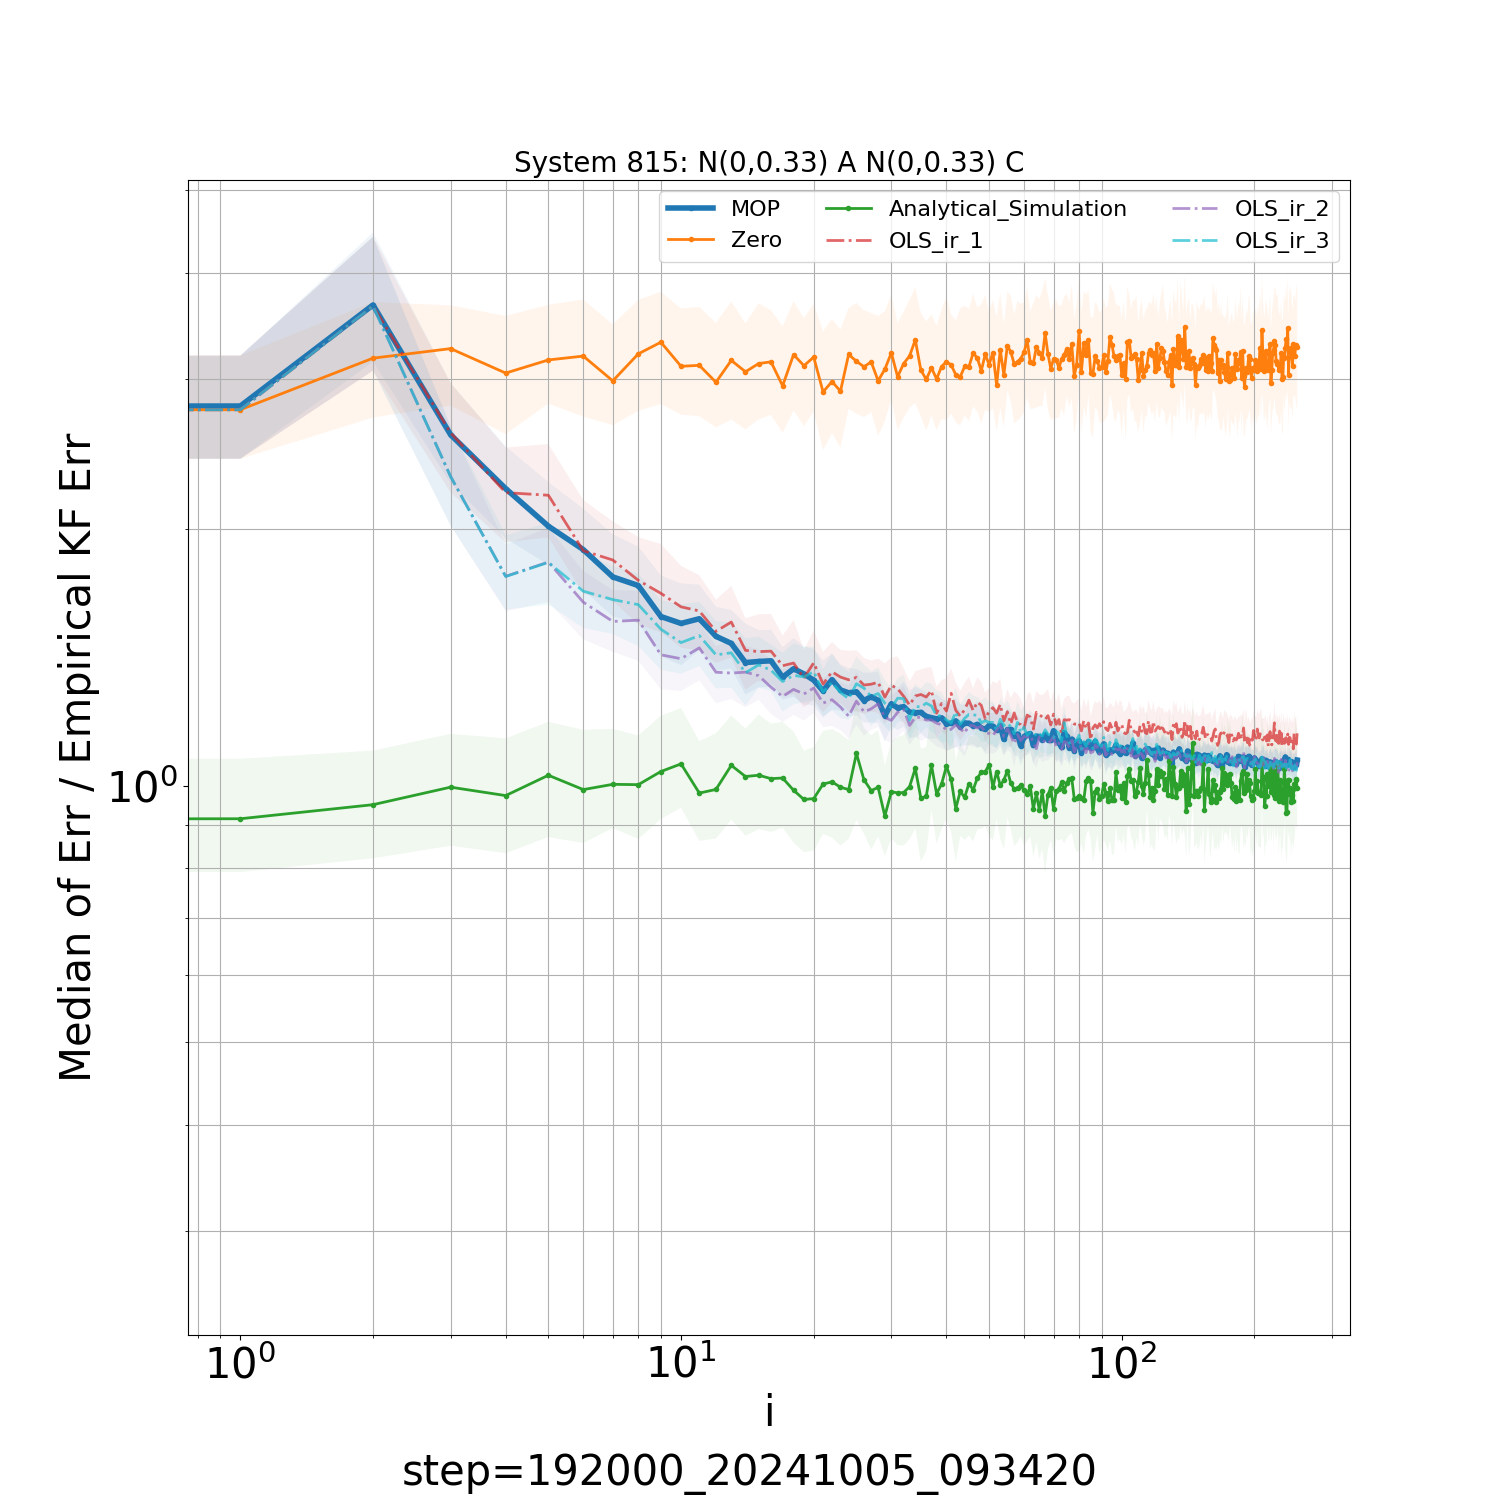 System 815: N(0,0.33) A N(0,0.33) C
MOP
Zero
Analytical_Simulation
OLS_ir_1
OLS_ir_2
OLS_ir_3
Median of Err / Empirical KF Err
10⁰
10⁰ 10¹ 10²
i
step=192000_20241005_093420